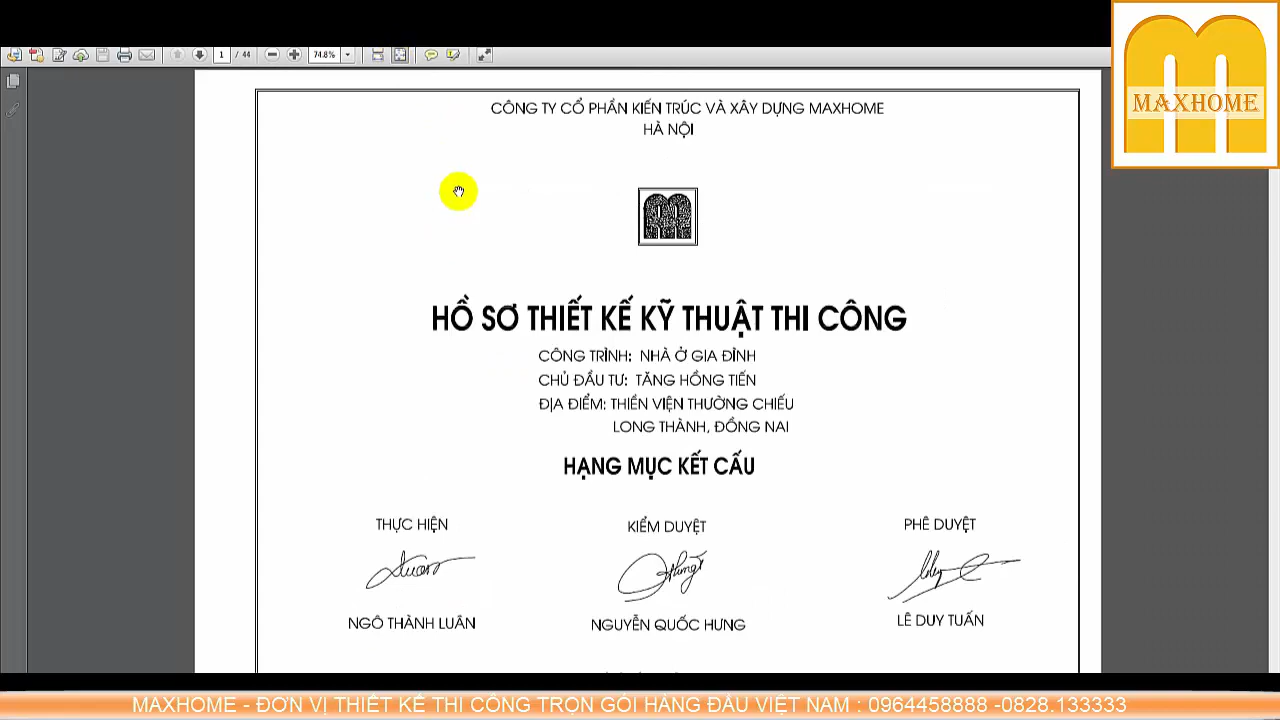 1 / 44
74.8%
MAXHOME
CÔNG TY CỔ PHẦN KIẾN TRÚC VÀ XÂY DỰNG MAXHOME
HÀ NỘI
HỒ SƠ THIẾT KẾ KỸ THUẬT THI CÔNG
CÔNG TRÌNH: NHÀ Ở GIA ĐÌNH
CHỦ ĐẦU TƯ: TĂNG HỒNG TIẾN
ĐỊA ĐIỂM: THIỀN VIỆN THƯỜNG CHIẾU
LONG THÀNH, ĐỒNG NAI
HẠNG MỤC KẾT CẤU
THỰC HIỆN
KIỂM DUYỆT
PHÊ DUYỆT
NGÔ THÀNH LUÂN
NGUYỄN QUỐC HƯNG
LÊ DUY TUẤN
MAXHOME - ĐƠN VỊ THIẾT KẾ THI CÔNG TRỌN GÓI HÀNG ĐẦU VIỆT NAM : 0964458888 -0828.133333